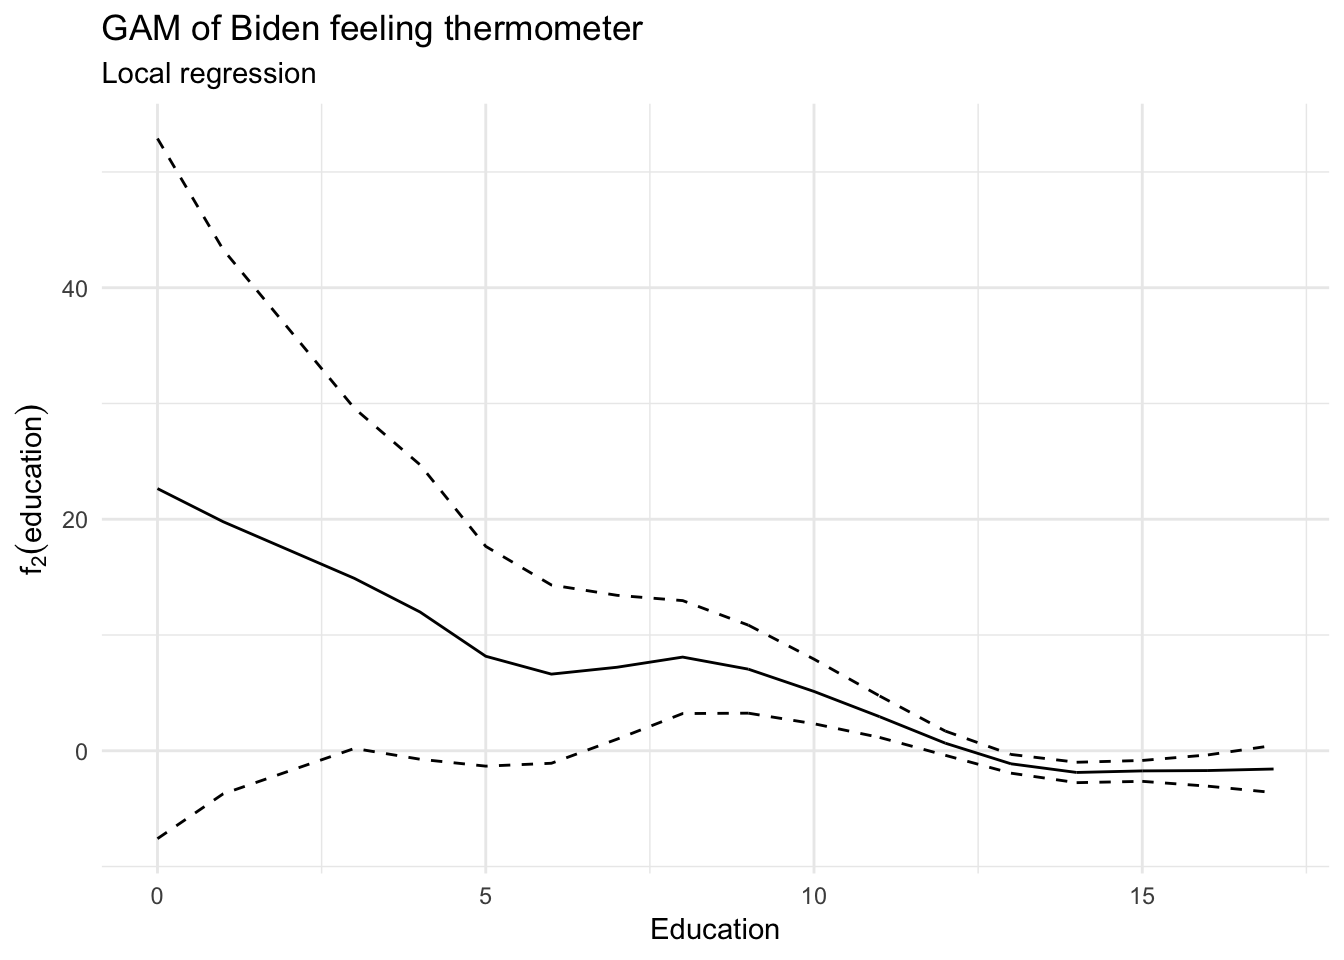 GAM of Biden feeling thermometer
Local regression
f₂(education)
40
20
0
0
5
10
15
Education